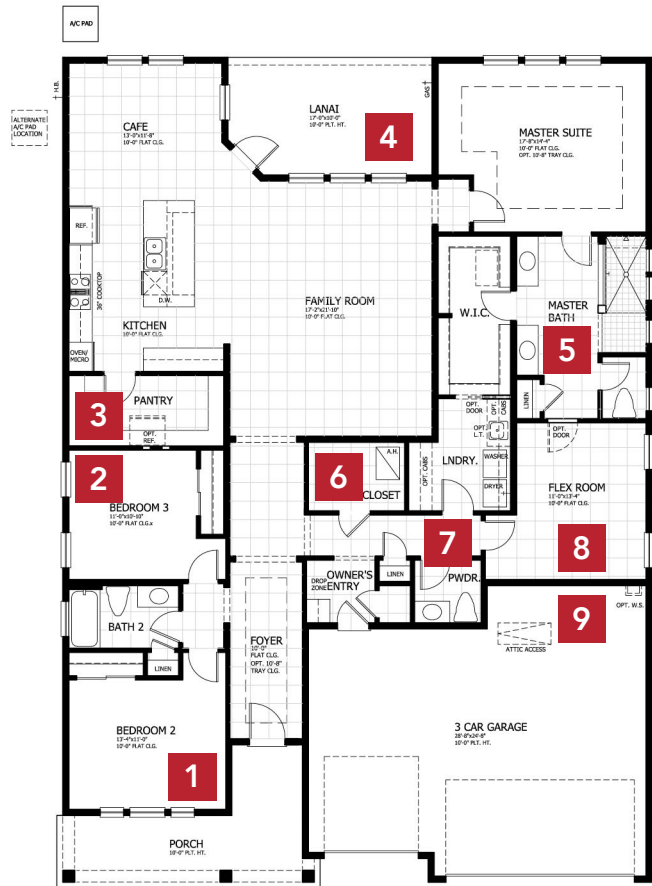 A/C PAD
H.B.
ALTERNATE
A/C PAD
LOCATION
CAFE
13'-0"x11'-8"
10'-0" FLAT CLG.
LANAI
17'-0"x10'-0"
10'-0" PLT. HT.
4
GAS
MASTER SUITE
17'-8"x14'-4"
10'-0" FLAT CLG.
OPT. 10'-8" TRAY CLG.
REF.
36" COOKTOP
D.W.
KITCHEN
10'-0" FLAT CLG.
OVEN/
MICRO
FAMILY ROOM
17'-2"x21'-10"
10'-0" FLAT CLG.
W.I.C.
MASTER
BATH
5
LINEN
3
PANTRY
OPT.
REF.
OPT.
DOOR
OPT.
CABS
OPT.
L.T.
OPT. CABS
LNDRY.
WASHER
DRYER
OPT.
DOOR
2
BEDROOM 3
11'-0"x10'-10"
10'-0" FLAT CLG.x
6
A.H.
CLOSET
FLEX ROOM
11'-0"x13'-4"
10'-0" FLAT CLG.
8
7
LINEN
PWDR.
DROP
ZONE
OWNER'S
ENTRY
9
OPT. W.S.
ATTIC ACCESS
BATH 2
LINEN
FOYER
10'-0"
FLAT CLG.
OPT. 10'-8"
TRAY CLG.
BEDROOM 2
13'-4"x11'-0"
10'-0" FLAT CLG.
1
3 CAR GARAGE
28'-8"x24'-8"
10'-0" PLT. HT.
PORCH
10'-0" PLT. HT.